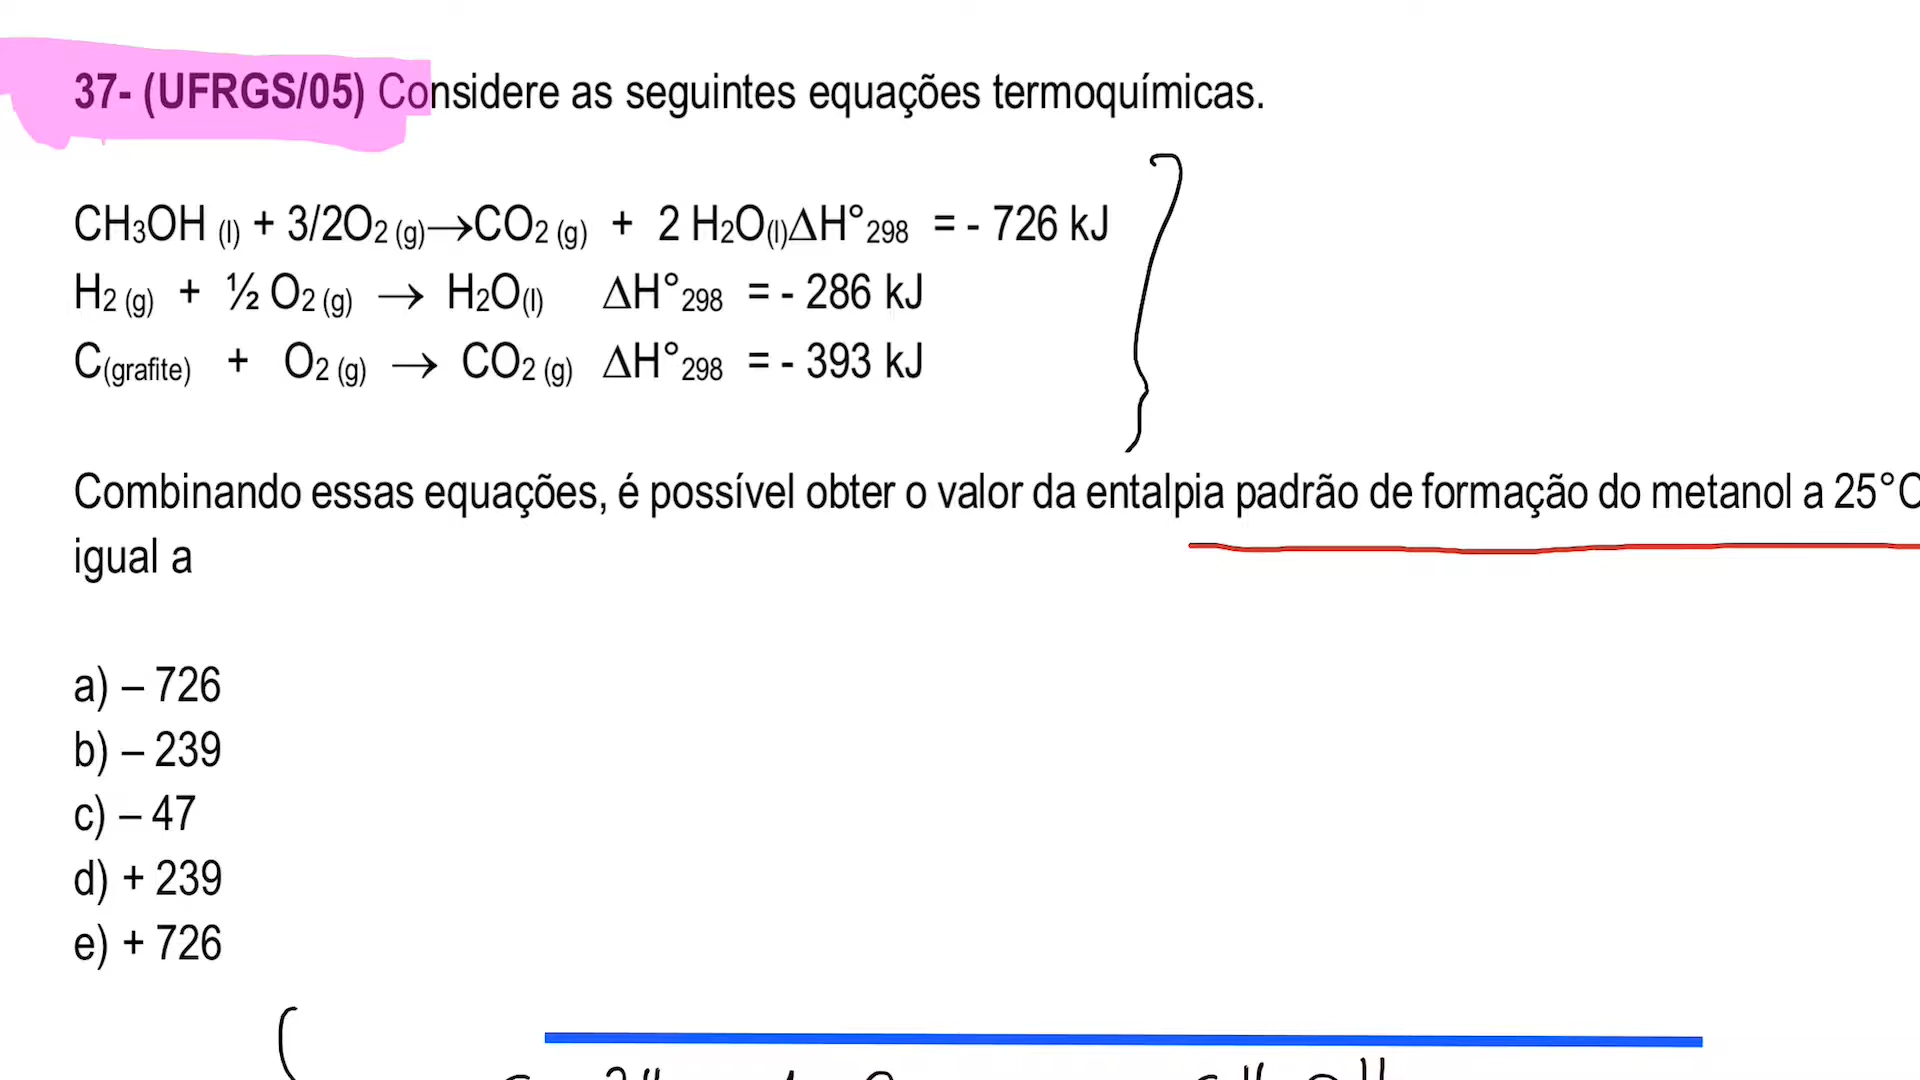 37- (UFRGS/05) Considere as seguintes equações termoquímicas.
CH3OH (l) + 3/2O2 (g)→CO2 (g) + 2 H2O(l)ΔH°298 = - 726 kJ
H2 (g) + ½ O2 (g) → H2O(l) ΔH°298 = - 286 kJ
C(grafite) + O2 (g) → CO2 (g) ΔH°298 = - 393 kJ
Combinando essas equações, é possível obter o valor da entalpia padrão de formação do metanol a 25°C
igual a
a) – 726
b) – 239
c) – 47
d) + 239
e) + 726